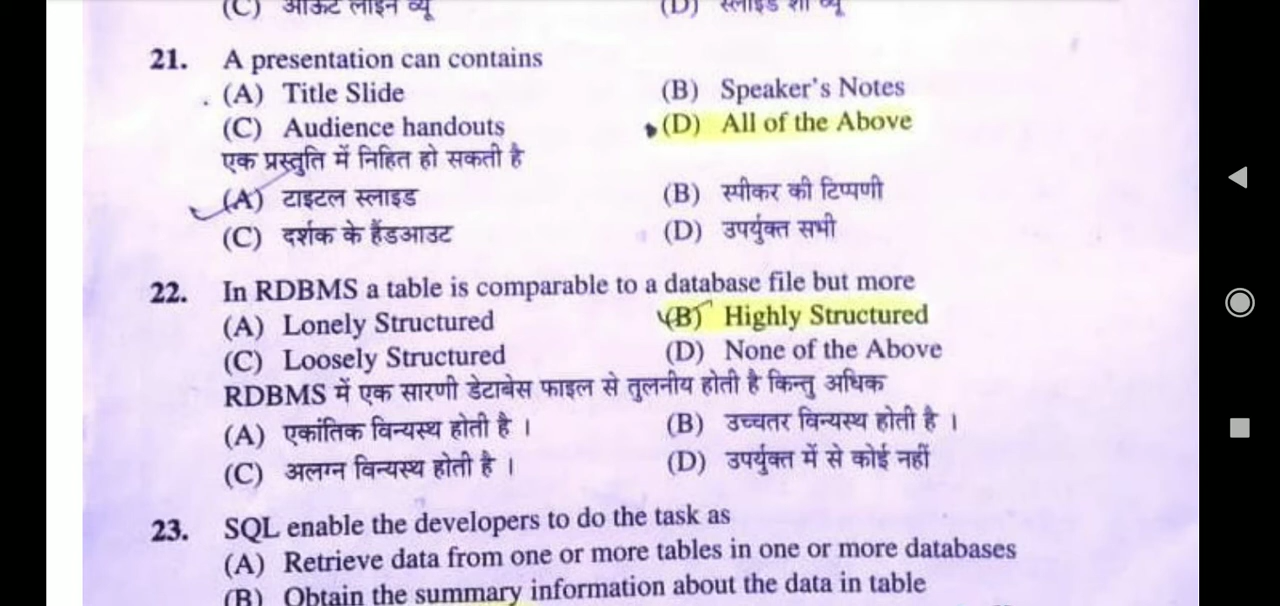 (C) आऊट लाइन व्यू (D) स्लाइड शो व्यू
21. A presentation can contains
(A) Title Slide (B) Speaker's Notes
(C) Audience handouts (D) All of the Above
एक प्रस्तुति में निहित हो सकती है
(A) टाइटल स्लाइड (B) स्पीकर की टिप्पणी
(C) दर्शक के हैंडआउट (D) उपर्युक्त सभी
22. In RDBMS a table is comparable to a database file but more
(A) Lonely Structured (B) Highly Structured
(C) Loosely Structured (D) None of the Above
RDBMS में एक सारणी डेटाबेस फाइल से तुलनीय होती है किन्तु अधिक
(A) एकांतिक विन्यस्थ होती है । (B) उच्चतर विन्यस्थ होती है ।
(C) अलग्न विन्यस्थ होती है । (D) उपर्युक्त में से कोई नहीं
23. SQL enable the developers to do the task as
(A) Retrieve data from one or more tables in one or more databases
(B) Obtain the summary information about the data in table